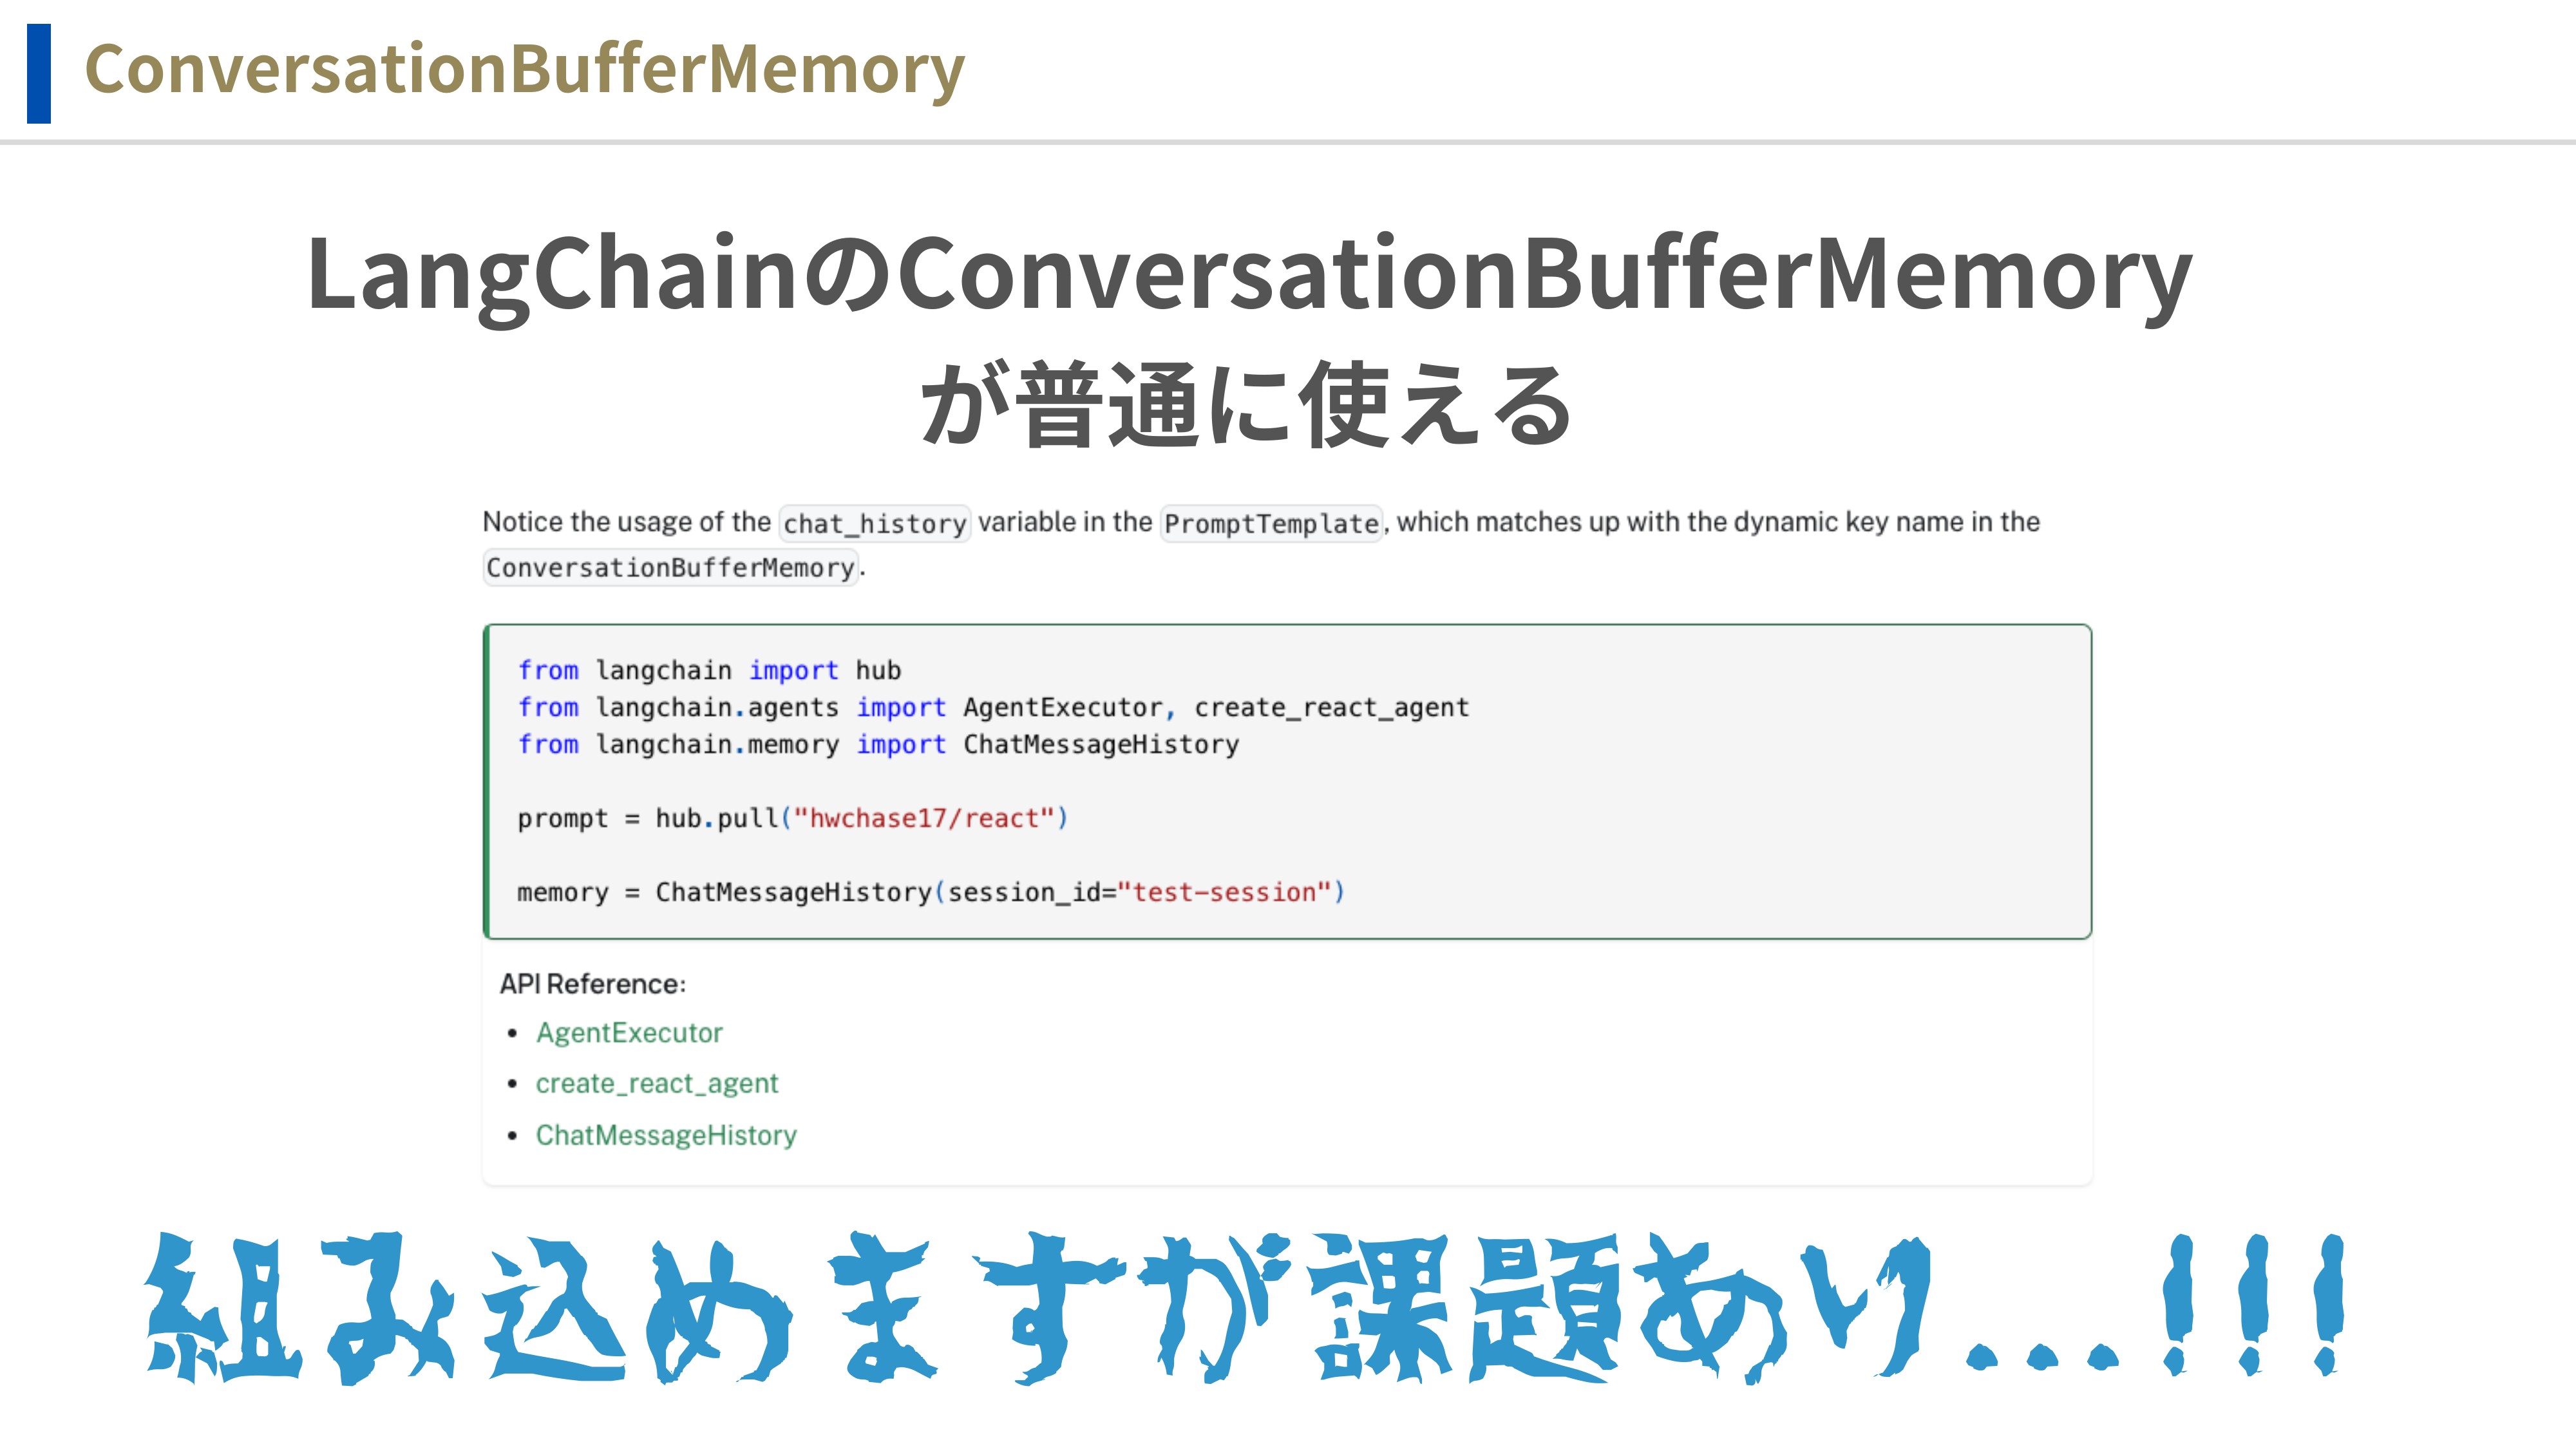 ConversationBufferMemory
LangChainのConversationBufferMemory
が普通に使える
Notice the usage of the chat_history variable in the PromptTemplate, which matches up with the dynamic key name in the
ConversationBufferMemory.
from langchain import hub
from langchain.agents import AgentExecutor, create_react_agent
from langchain.memory import ChatMessageHistory
prompt = hub.pull("hwchase17/react")
memory = ChatMessageHistory(session_id="test-session")
API Reference:
• AgentExecutor
• create_react_agent
• ChatMessageHistory
組み込めますが課題あり...!!!